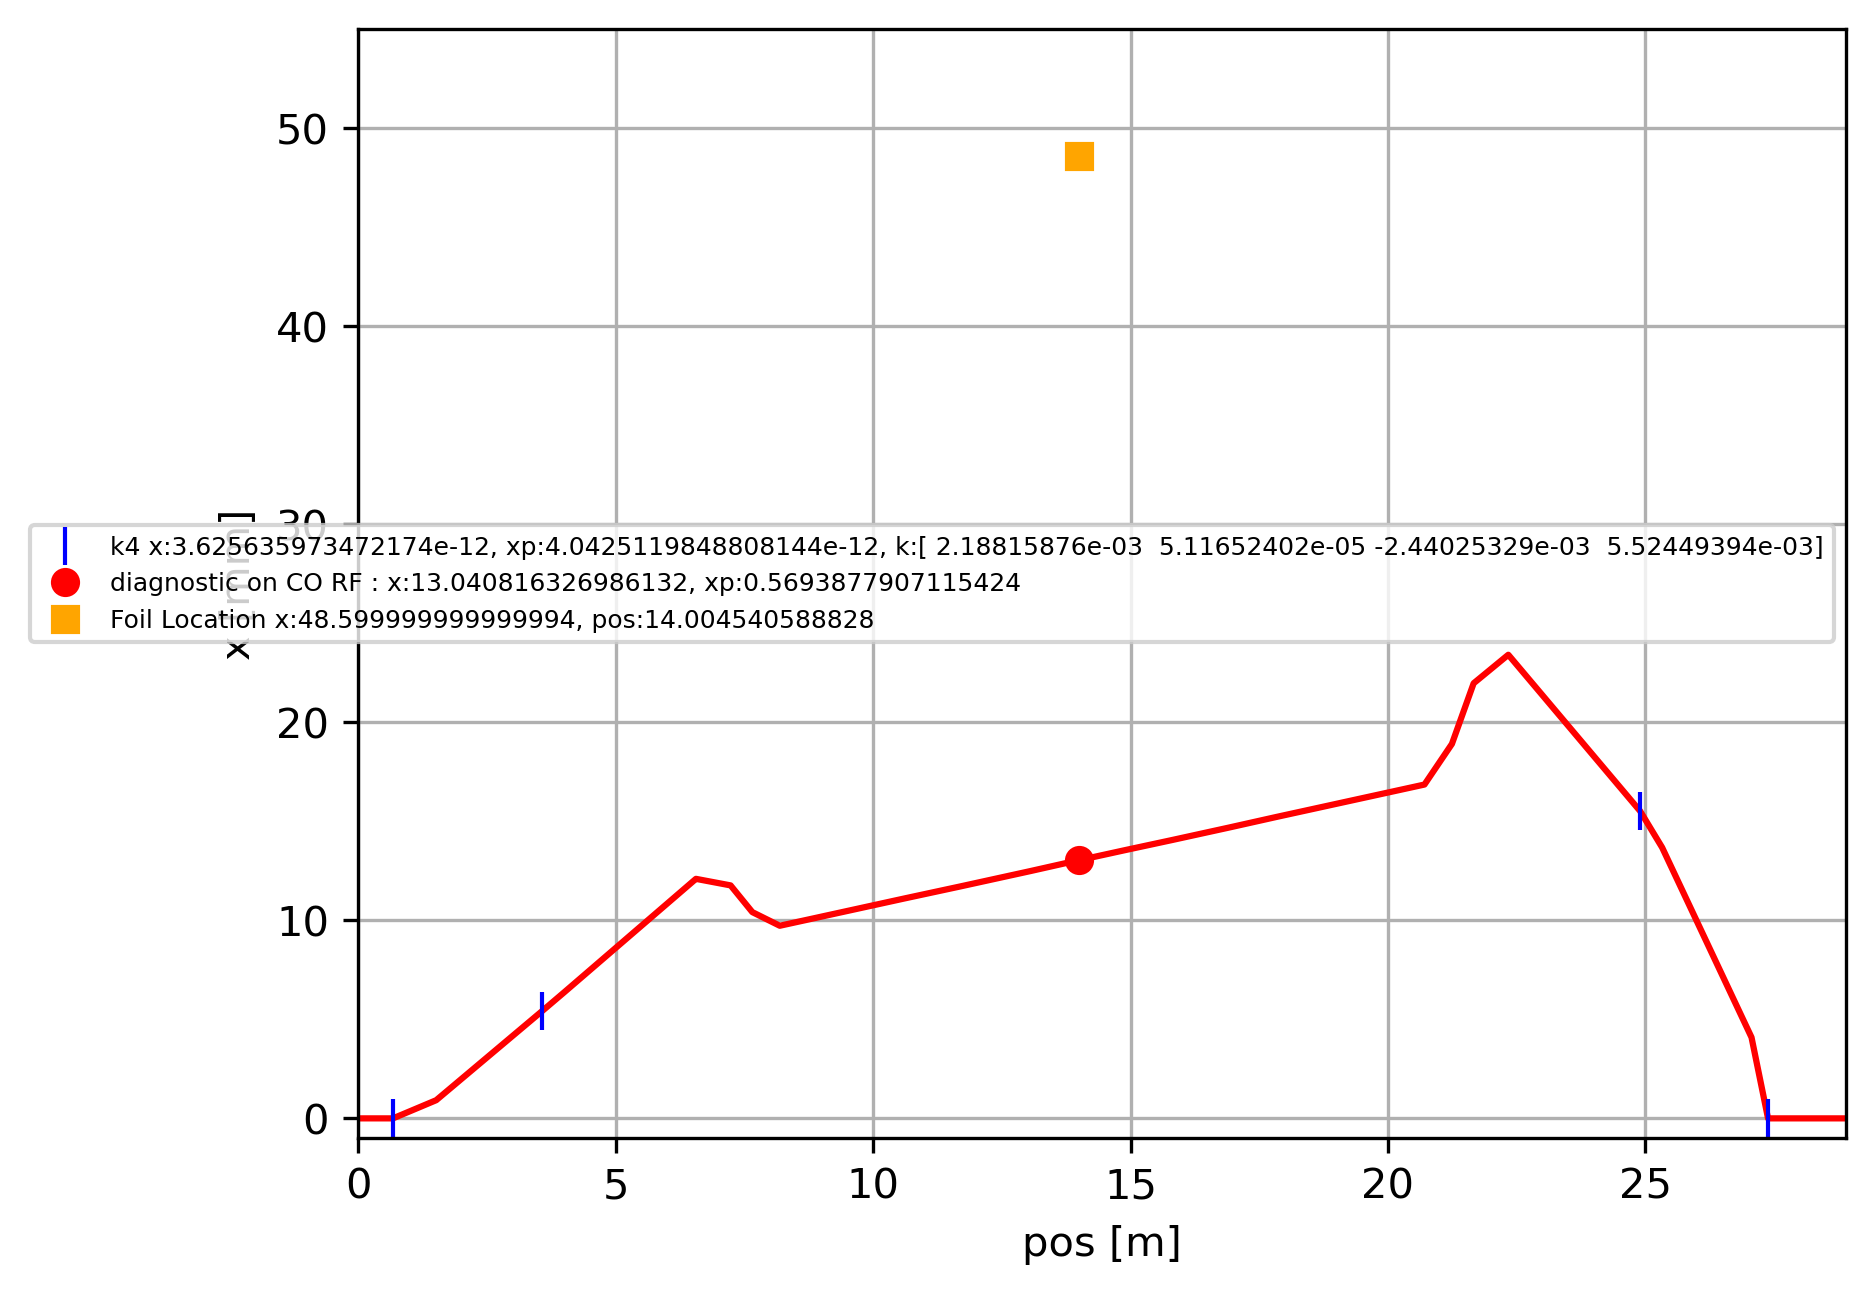 50
40
30
x [mm]
k4 x:3.625635973472174e-12, xp:4.0425119848808144e-12, k:[ 2.18815876e-03  5.11652402e-05 -2.44025329e-03  5.52449394e-03]
diagnostic on CO RF : x:13.040816326986132, xp:0.5693877907115424
Foil Location x:48.599999999999994, pos:14.004540588828
20
10
0
0 5 10 15 20 25
pos [m]